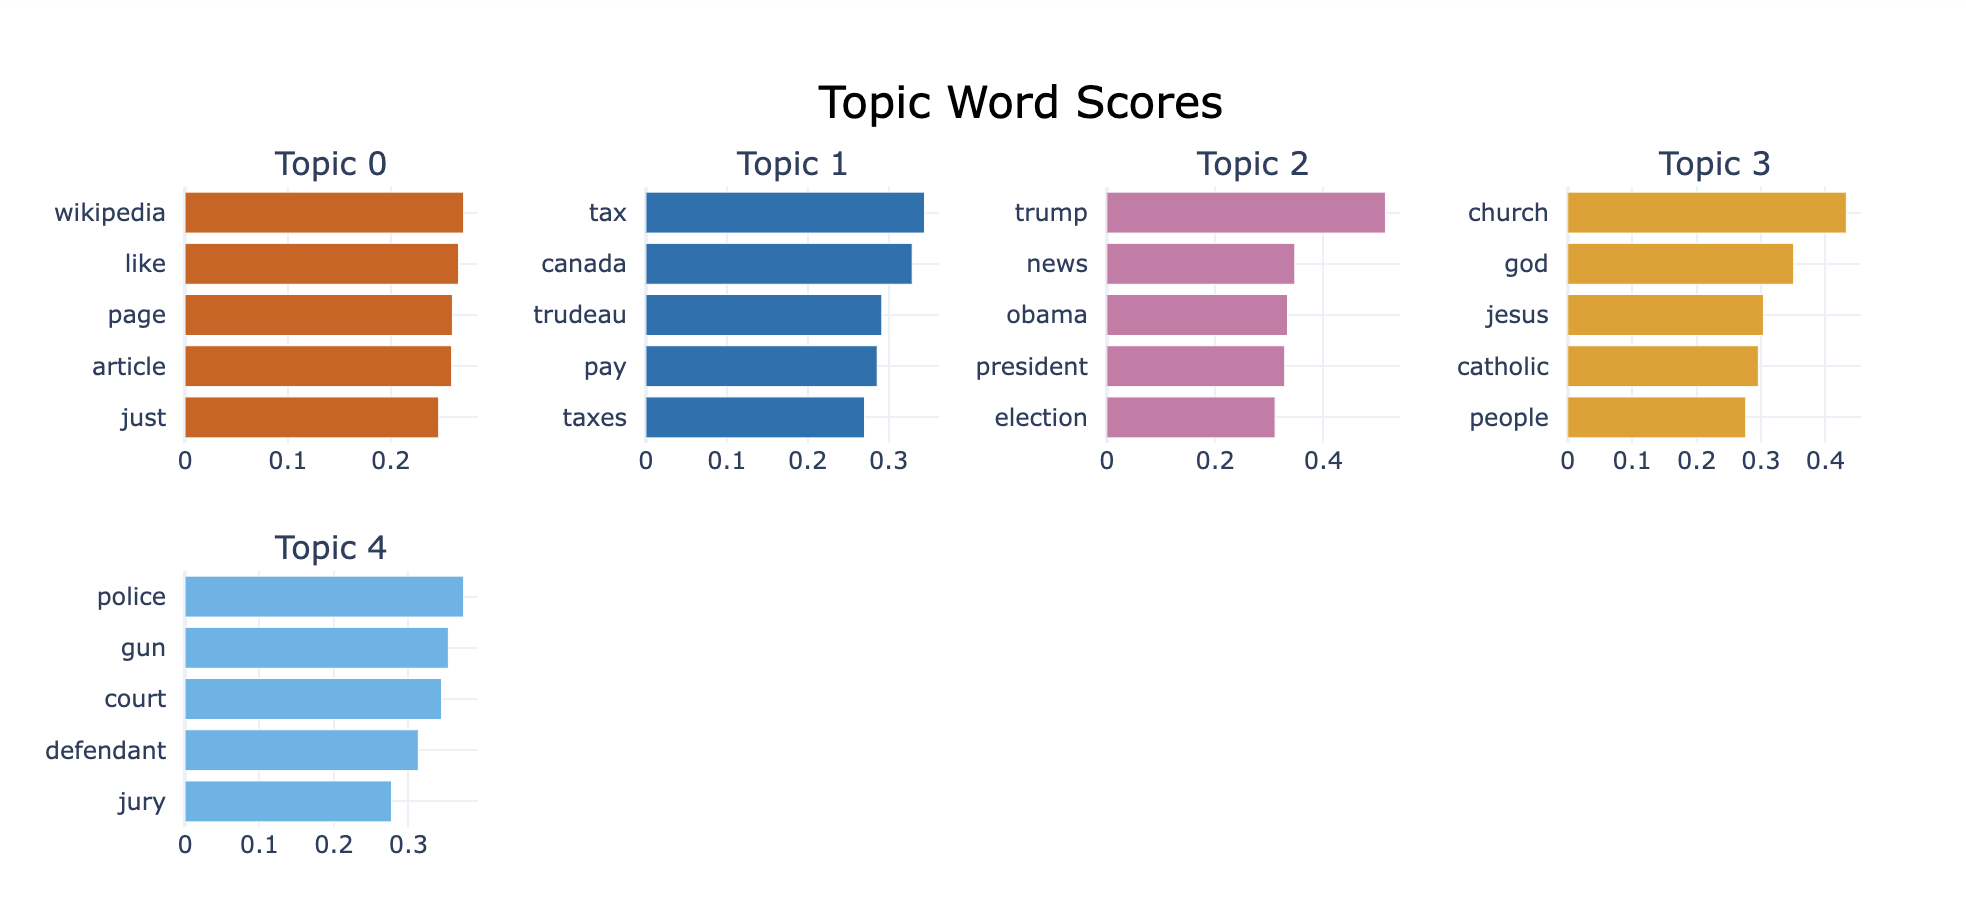 Topic Word Scores
Topic 0
wikipedia
like
page
article
just
0 0.1 0.2
Topic 1
tax
canada
trudeau
pay
taxes
0 0.1 0.2 0.3
Topic 2
trump
news
obama
president
election
0 0.2 0.4
Topic 3
church
god
jesus
catholic
people
0 0.1 0.2 0.3 0.4
Topic 4
police
gun
court
defendant
jury
0 0.1 0.2 0.3